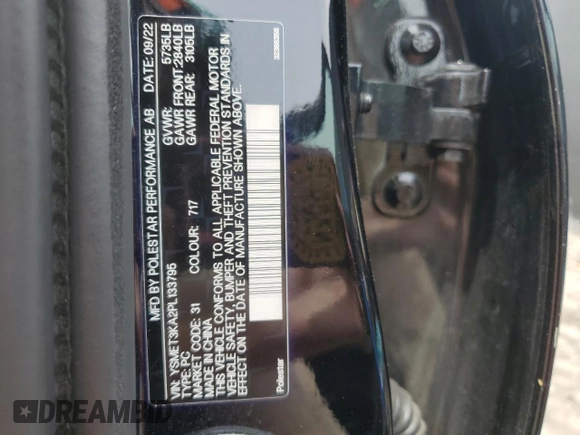 MFD BY POLESTAR PERFORMANCE AB DATE: 09/22
GVWR: 5735LB
GAWR FRONT: 2840LB
GAWR REAR: 3105LB
VIN: YSMET3KA2PL133795
TYPE: PC
MARKET CODE: 31 COLOUR: 717
MADE IN CHINA
THIS VEHICLE CONFORMS TO ALL APPLICABLE FEDERAL MOTOR
VEHICLE SAFETY, BUMPER AND THEFT PREVENTION STANDARDS IN
EFFECT ON THE DATE OF MANUFACTURE SHOWN ABOVE.
Polestar
DREAMBID